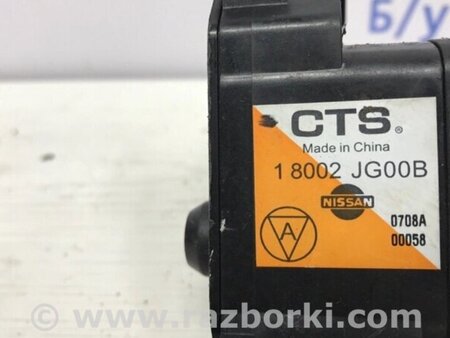 Б/у
CTS®
Made in China
1 8002 JG00B
NISSAN
A
0708A
00058
© www.razborki.com